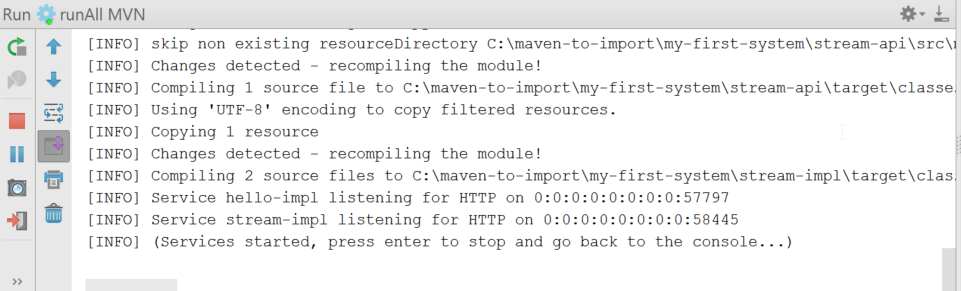 Run runAll MVN
[INFO] skip non existing resourceDirectory C:\maven-to-import\my-first-system\stream-api\src\
[INFO] Changes detected - recompiling the module!
[INFO] Compiling 1 source file to C:\maven-to-import\my-first-system\stream-api\target\classe
[INFO] Using 'UTF-8' encoding to copy filtered resources.
[INFO] Copying 1 resource
[INFO] Changes detected - recompiling the module!
[INFO] Compiling 2 source files to C:\maven-to-import\my-first-system\stream-impl\target\clas
[INFO] Service hello-impl listening for HTTP on 0:0:0:0:0:0:0:0:57797
[INFO] Service stream-impl listening for HTTP on 0:0:0:0:0:0:0:0:58445
[INFO] (Services started, press enter to stop and go back to the console...)